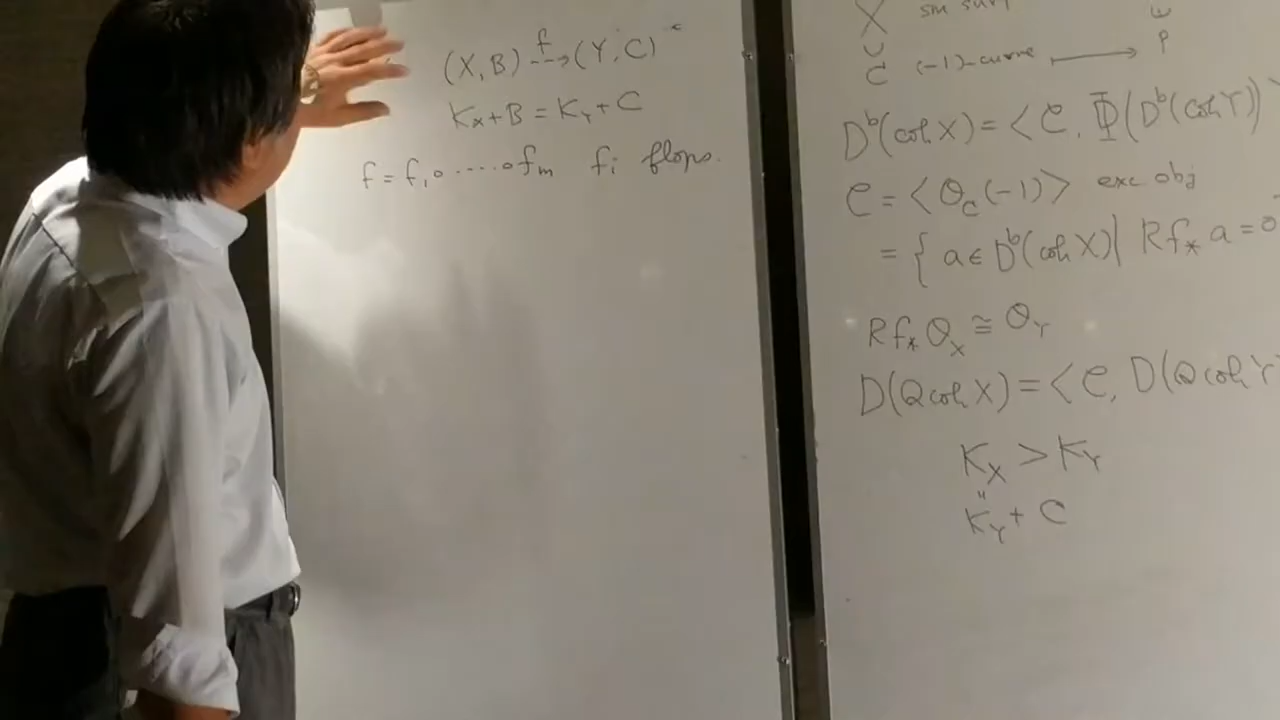 (X, B) --f--> (Y, C)
K_X + B = K_Y + C
f = f_1 ∘ ····· ∘ f_m f_i flops.
X sm surf
∪ ω
C (-1)-curve ⟼ P
D^b(coh X) = < e, Φ(D^b(coh Y)) >
e = < O_C(-1) > exc obj
= { a ∈ D^b(coh X) | Rf_* a = 0
Rf_* O_X ≅ O_Y
D(Qcoh X) = < e, D(Qcoh Y
K_X > K_Y
"
K_Y + C